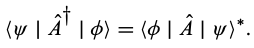 ⟨ψ | Â† | ϕ⟩ = ⟨ϕ | Â | ψ⟩*.